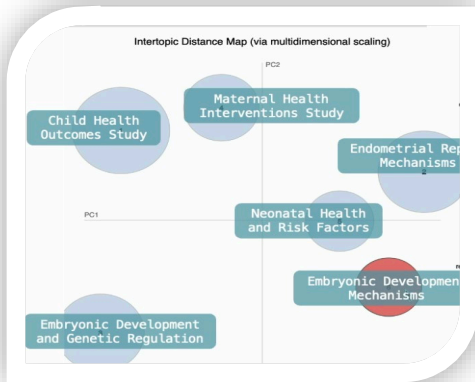 Intertopic Distance Map (via multidimensional scaling)
PC2
Maternal Health
Interventions Study
Child Health
Outcomes Study
Endometrial Rep
Mechanisms
PC1
Neonatal Health
and Risk Factors
Embryonic Developmen
Mechanisms
Embryonic Development
and Genetic Regulation